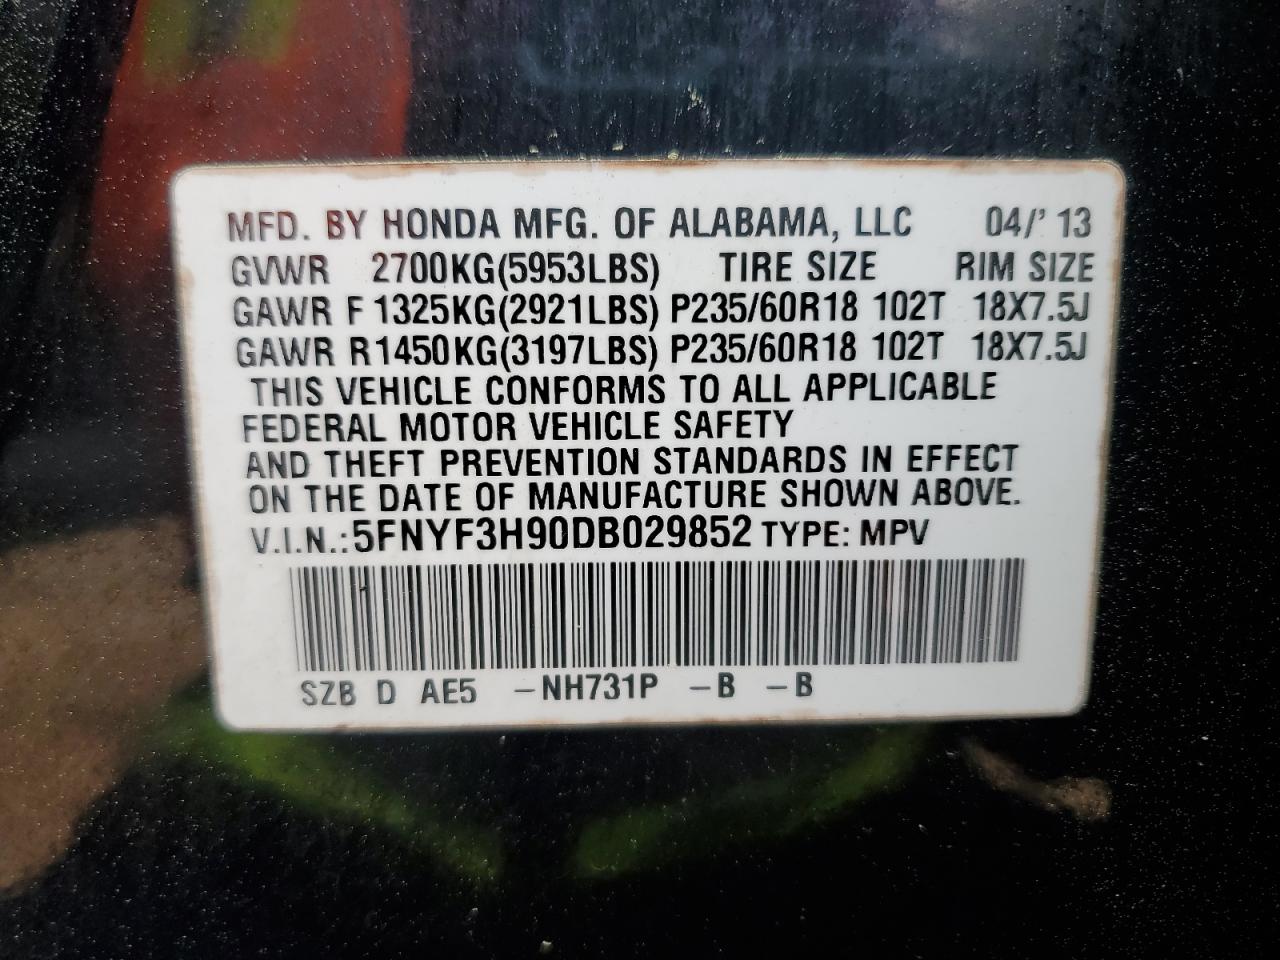 MFD. BY HONDA MFG. OF ALABAMA, LLC 04/' 13
GVWR 2700KG(5953LBS) TIRE SIZE RIM SIZE
GAWR F 1325KG(2921LBS) P235/60R18 102T 18X7.5J
GAWR R1450KG(3197LBS) P235/60R18 102T 18X7.5J
THIS VEHICLE CONFORMS TO ALL APPLICABLE
FEDERAL MOTOR VEHICLE SAFETY
AND THEFT PREVENTION STANDARDS IN EFFECT
ON THE DATE OF MANUFACTURE SHOWN ABOVE.
V.I.N.:5FNYF3H90DB029852 TYPE: MPV
SZB D AE5 -NH731P -B -B